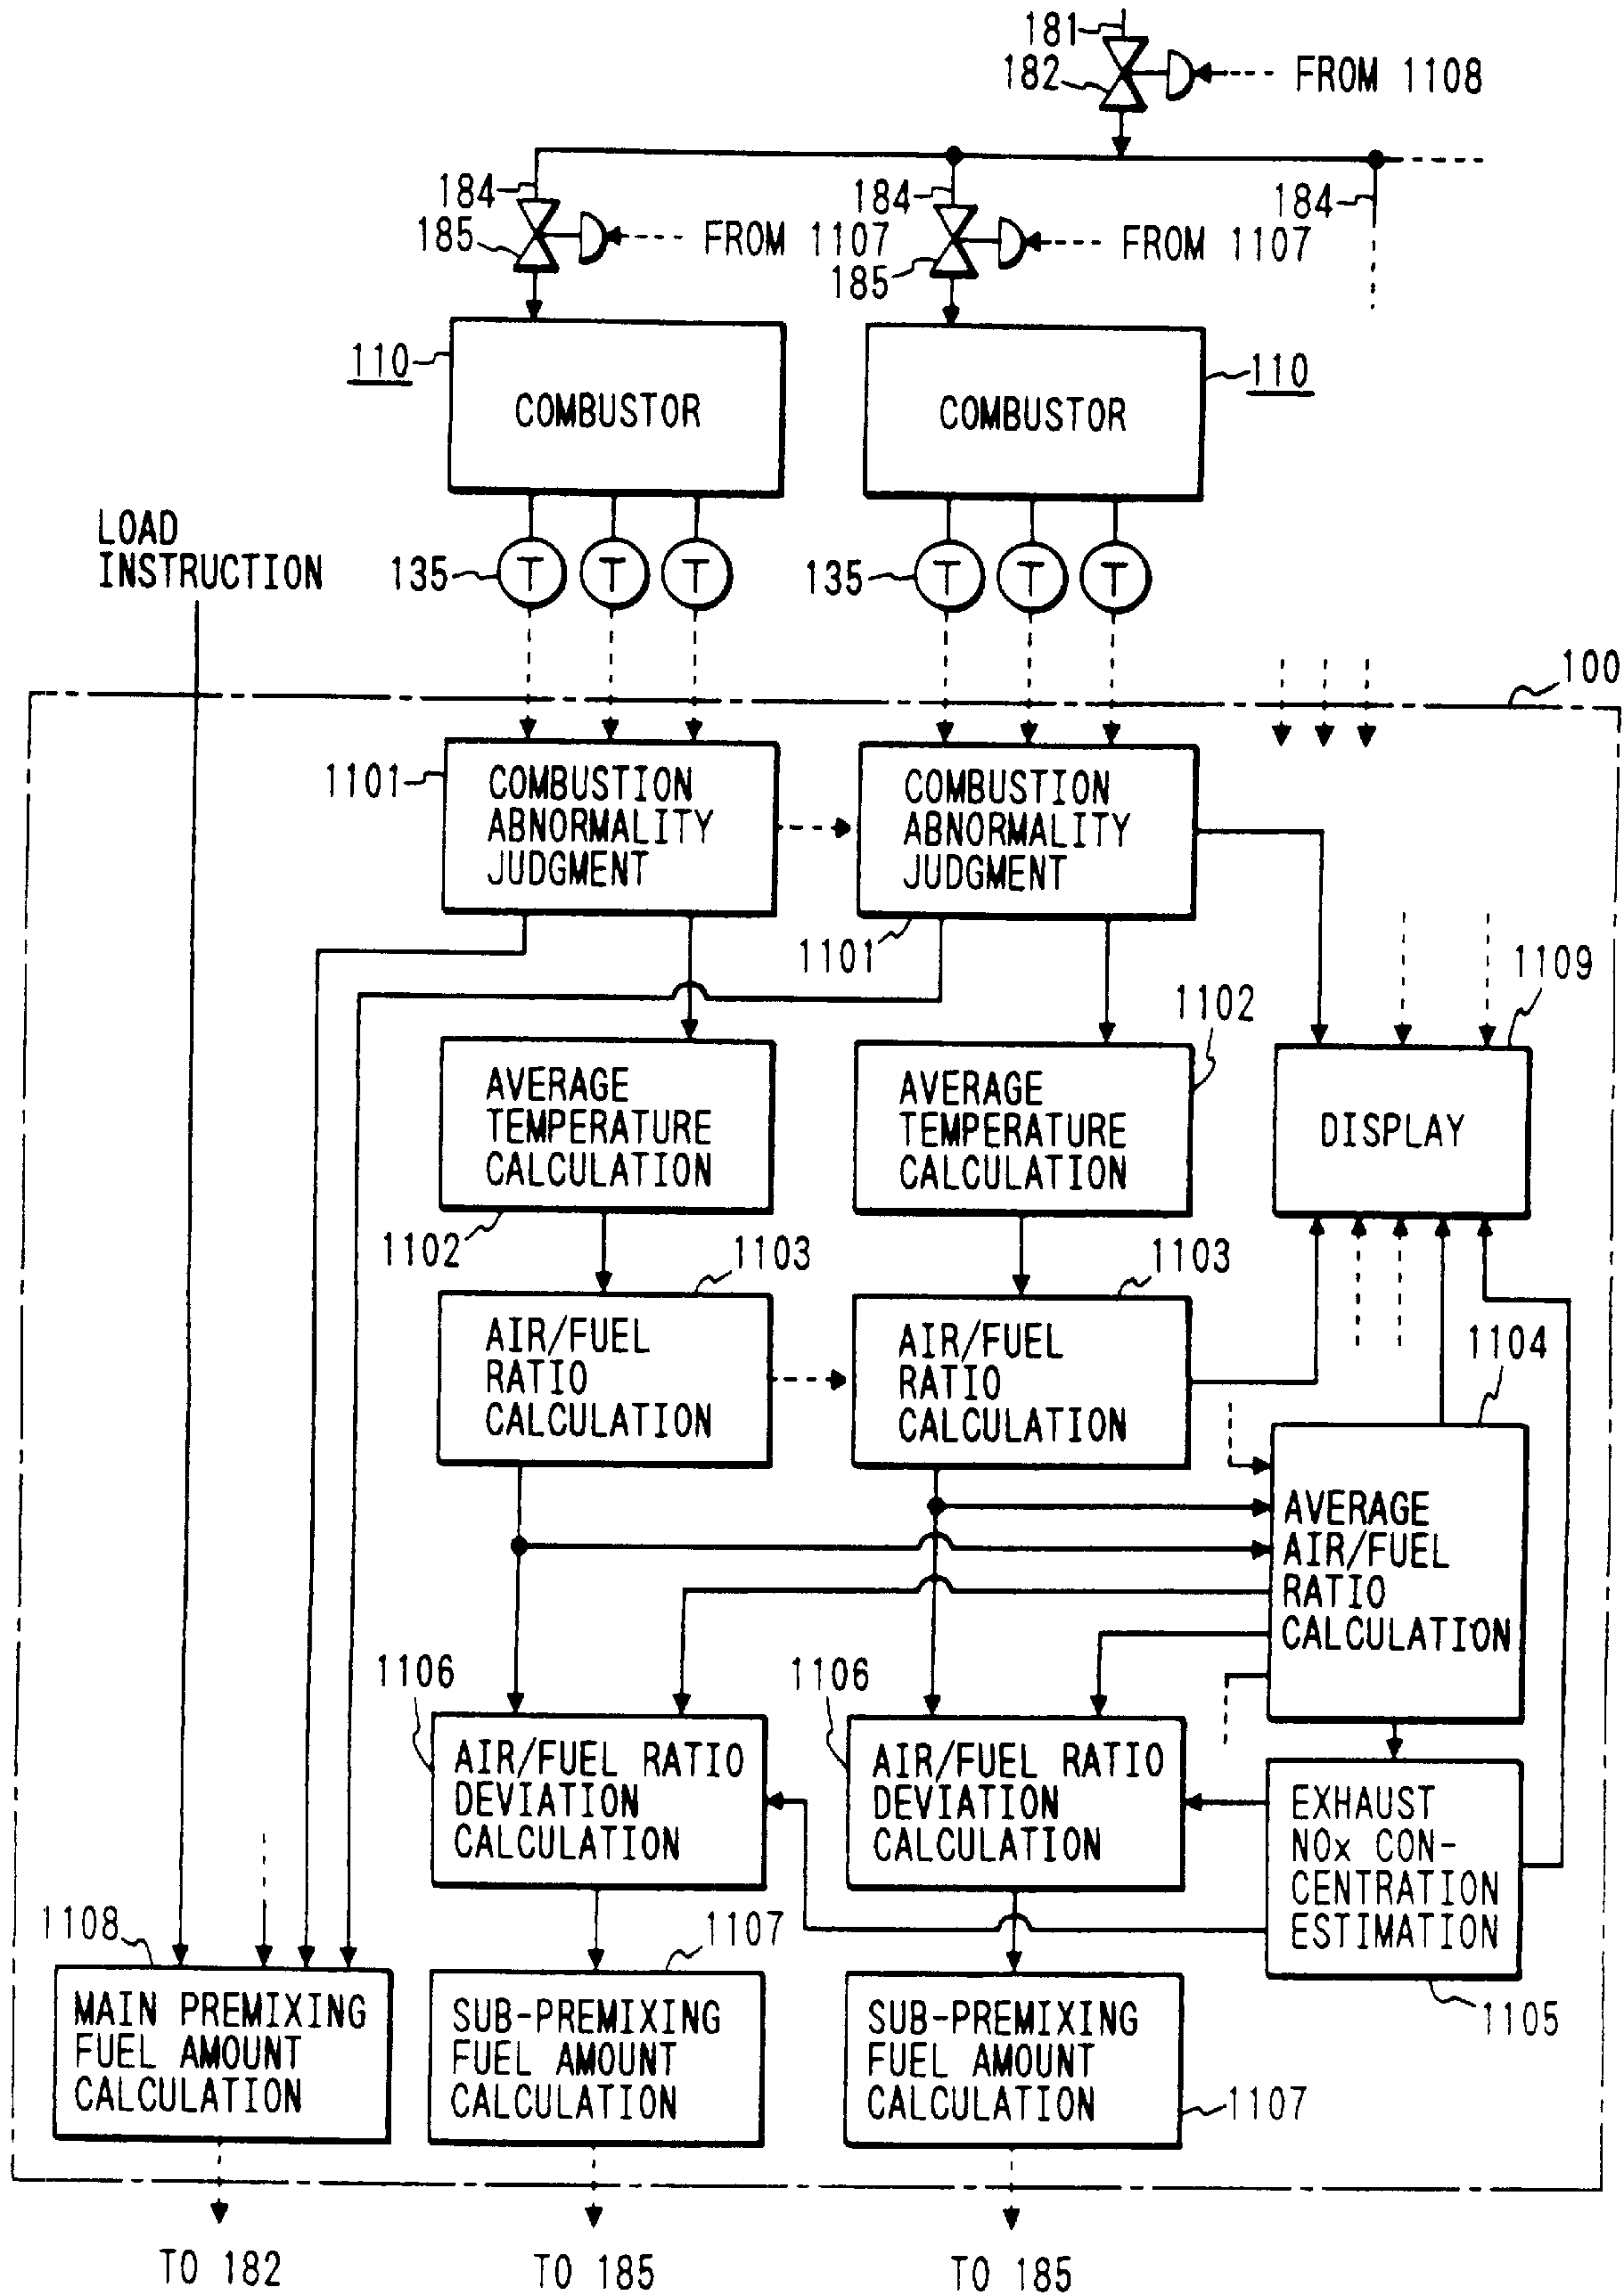 181
182
FROM 1108
184
185
FROM 1107
184
185
FROM 1107
184
110
COMBUSTOR
COMBUSTOR
110
LOAD
INSTRUCTION
135
T
T
T
135
T
T
T
100
1101
COMBUSTION
ABNORMALITY
JUDGMENT
COMBUSTION
ABNORMALITY
JUDGMENT
1101
1109
1102
AVERAGE
TEMPERATURE
CALCULATION
AVERAGE
TEMPERATURE
CALCULATION
DISPLAY
1102
1103
1103
AIR/FUEL
RATIO
CALCULATION
AIR/FUEL
RATIO
CALCULATION
1104
AVERAGE
AIR/FUEL
RATIO
CALCULATION
1106
1106
AIR/FUEL RATIO
DEVIATION
CALCULATION
AIR/FUEL RATIO
DEVIATION
CALCULATION
EXHAUST
NOx CON-
CENTRATION
ESTIMATION
1105
1108
1107
MAIN PREMIXING
FUEL AMOUNT
CALCULATION
SUB-PREMIXING
FUEL AMOUNT
CALCULATION
SUB-PREMIXING
FUEL AMOUNT
CALCULATION
1107
TO 182
TO 185
TO 185